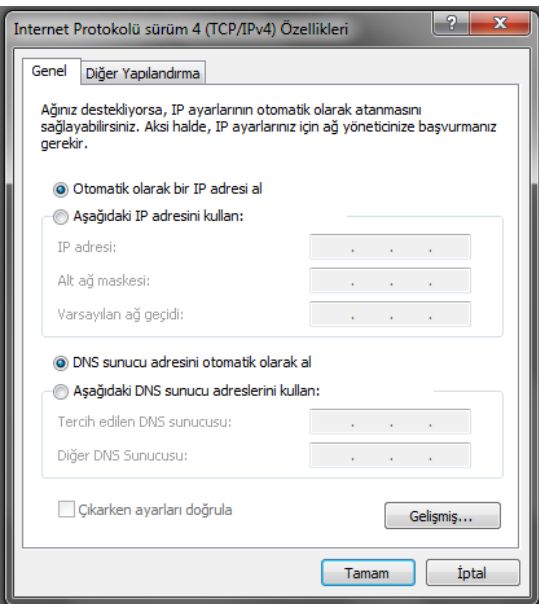 Internet Protokolü sürüm 4 (TCP/IPv4) Özellikleri
Genel
Diğer Yapılandırma
Ağınız destekliyorsa, IP ayarlarının otomatik olarak atanmasını
sağlayabilirsiniz. Aksi halde, IP ayarlarınız için ağ yöneticinize başvurmanız
gerekir.
Otomatik olarak bir IP adresi al
Aşağıdaki IP adresini kullan:
IP adresi:
Alt ağ maskesi:
Varsayılan ağ geçidi:
DNS sunucu adresini otomatik olarak al
Aşağıdaki DNS sunucu adreslerini kullan:
Tercih edilen DNS sunucusu:
Diğer DNS Sunucusu:
Çıkarken ayarları doğrula
Gelişmiş...
Tamam
İptal